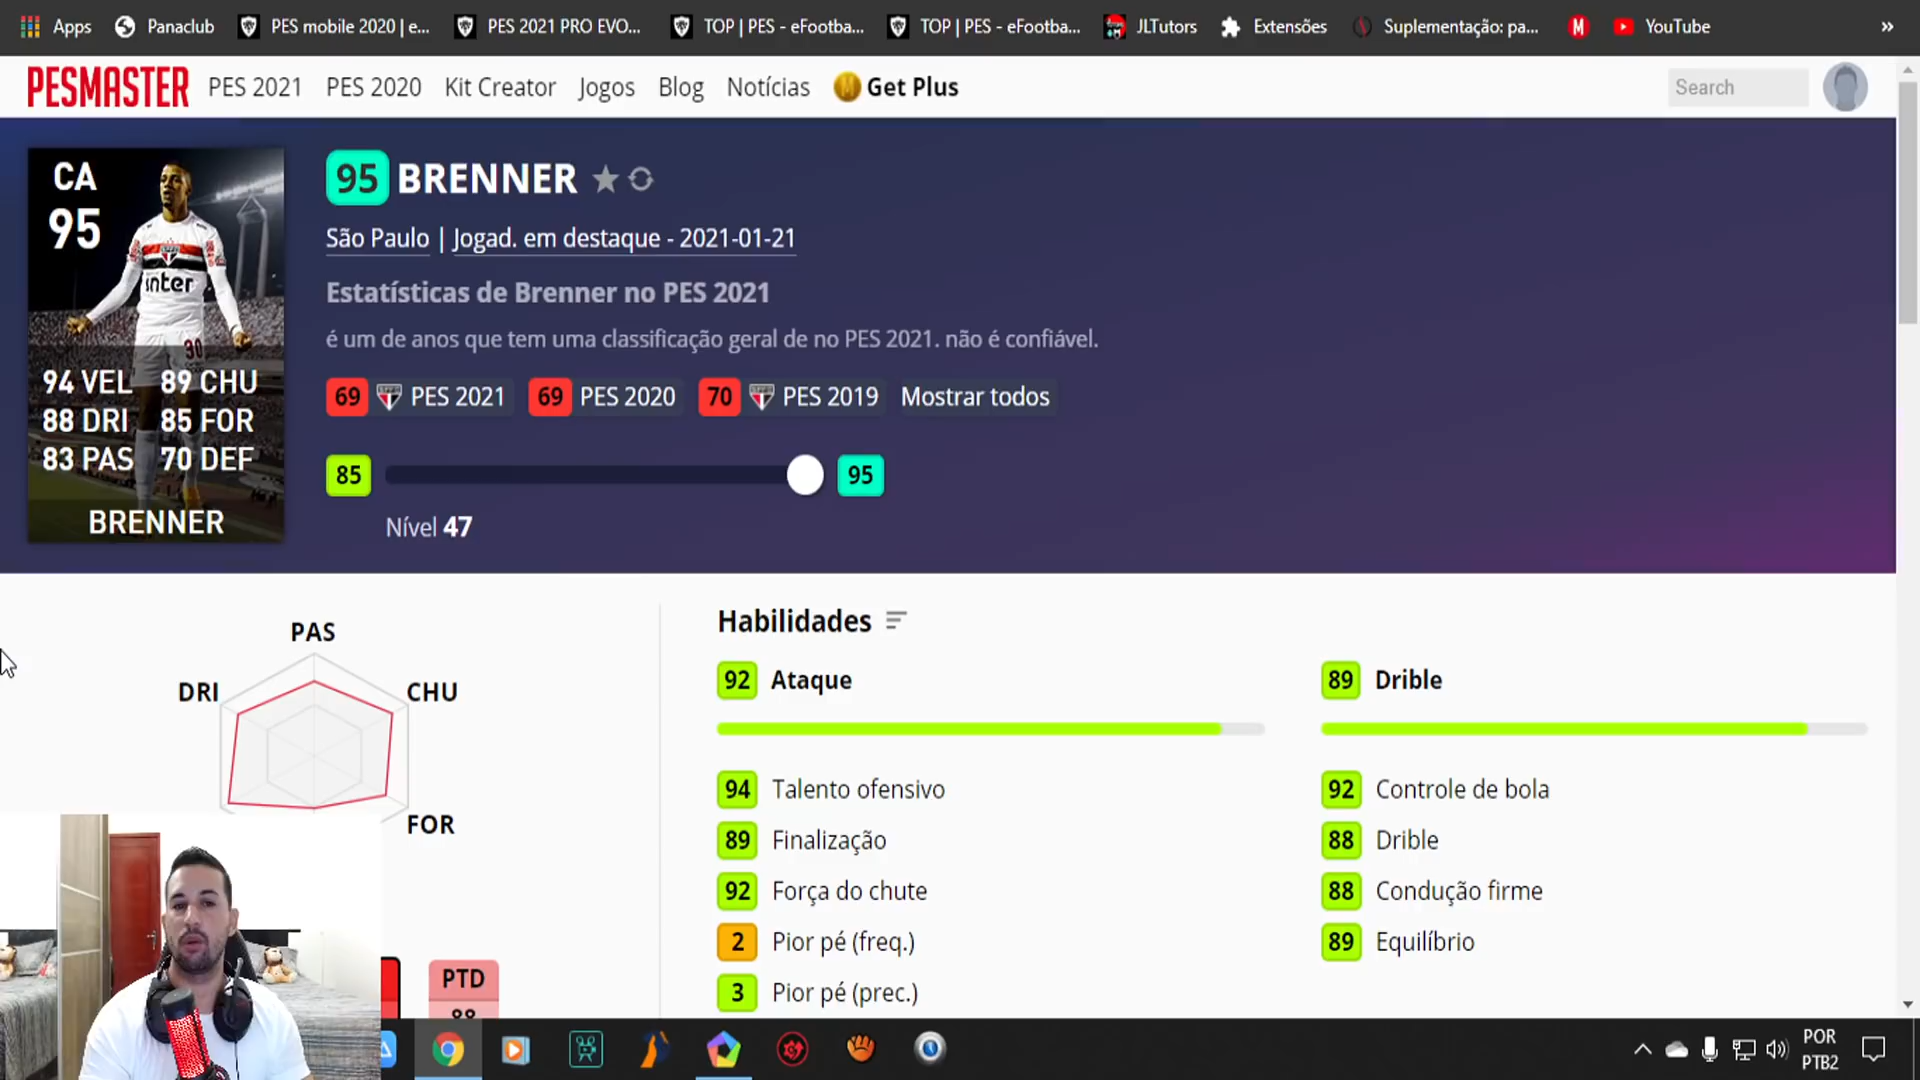 Apps Panaclub PES mobile 2020 | e... PES 2021 PRO EVO... TOP | PES - eFootba... TOP | PES - eFootba... JLTutors Extensões Suplementação: pa... M YouTube »
PESMASTER PES 2021 PES 2020 Kit Creator Jogos Blog Notícias Get Plus Search
CA
95
inter
90
94 VEL 89 CHU
88 DRI 85 FOR
83 PAS 70 DEF
BRENNER
95 BRENNER
São Paulo | Jogad. em destaque - 2021-01-21
Estatísticas de Brenner no PES 2021
é um de anos que tem uma classificação geral de no PES 2021. não é confiável.
69 PES 2021 69 PES 2020 70 PES 2019 Mostrar todos
85 95
Nível 47
PAS
DRI CHU
FOR
PTD
88
Habilidades
92 Ataque
94 Talento ofensivo
89 Finalização
92 Força do chute
2 Pior pé (freq.)
3 Pior pé (prec.)
89 Drible
92 Controle de bola
88 Drible
88 Condução firme
89 Equilíbrio
POR
PTB2